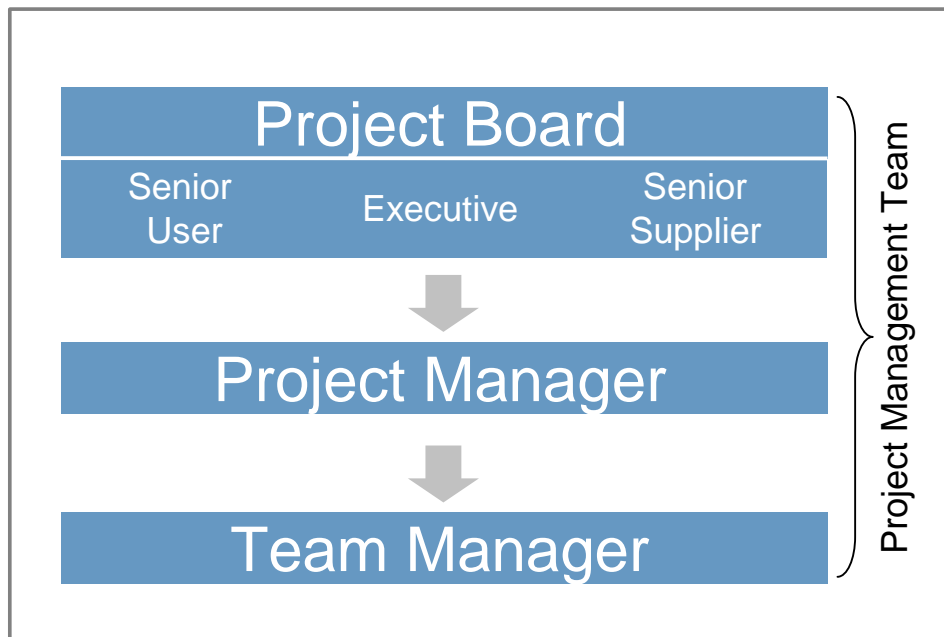 Project Board
Senior
User
Executive
Senior
Supplier
Project Manager
Team Manager
Project Management Team